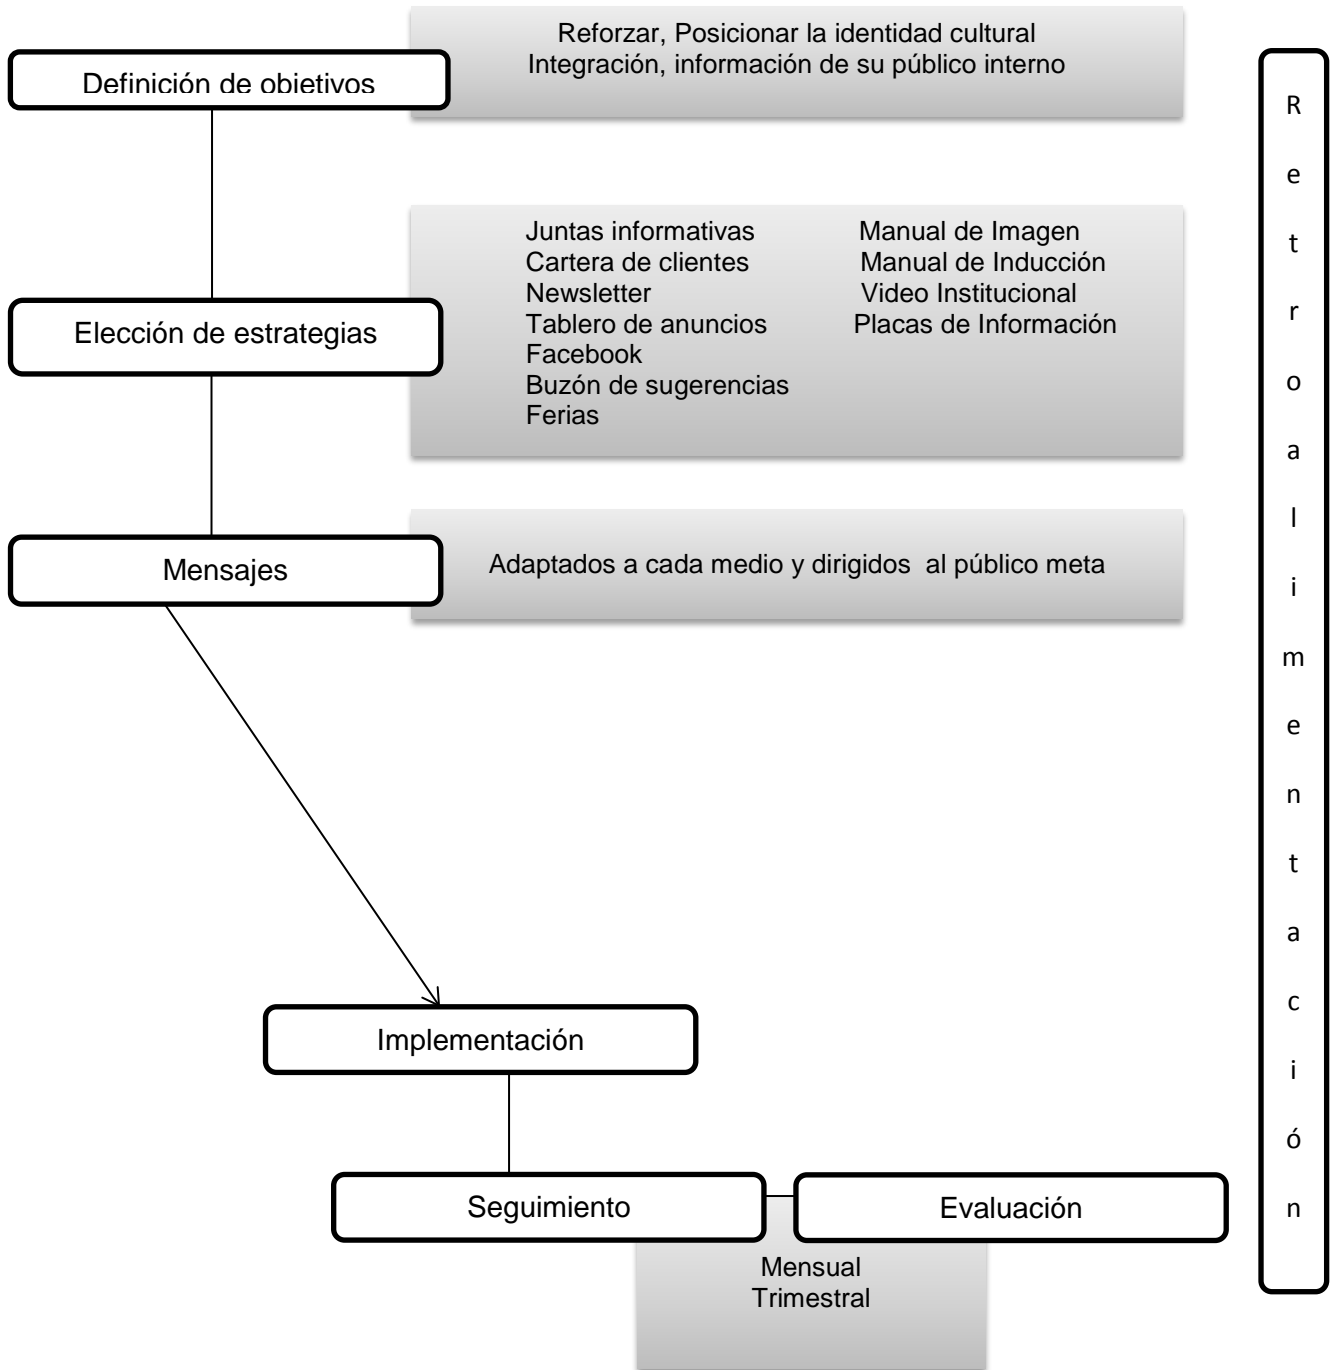 Reforzar, Posicionar la identidad cultural
Integración, información de su público interno
Definición de objetivos
Juntas informativas
Cartera de clientes
Newsletter
Tablero de anuncios
Facebook
Buzón de sugerencias
Ferias
Manual de Imagen
Manual de Inducción
Video Institucional
Placas de Información
Elección de estrategias
Mensajes
Adaptados a cada medio y dirigidos al público meta
Implementación
Seguimiento
Evaluación
Mensual
Trimestral
R
e
t
r
o
a
l
i
m
e
n
t
a
c
i
ó
n